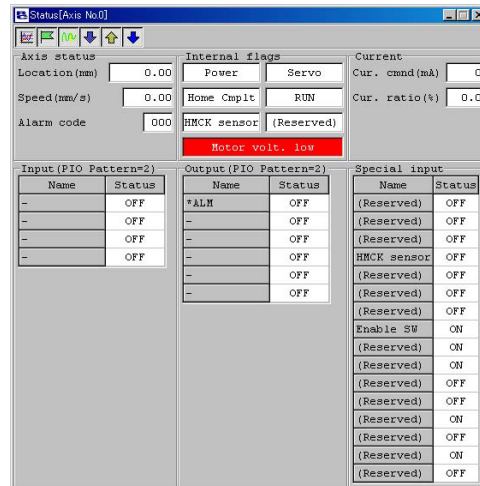 Status[Axis No.0]
Axis status
Location(mm) 0.00
Speed(mm/s) 0.00
Alarm code 000
Internal flags
Power Servo
Home Cmplt RUN
HMCK sensor (Reserved)
Motor volt. low
Current
Cur. cmnd(mA) 0
Cur. ratio(%) 0.0
Input(PIO Pattern=2)
Name Status
- OFF
- OFF
- OFF
- OFF
Output(PIO Pattern=2)
Name Status
*ALM OFF
- OFF
- OFF
- OFF
- OFF
- OFF
Special input
Name Status
(Reserved) OFF
(Reserved) OFF
(Reserved) OFF
HMCK sensor OFF
(Reserved) OFF
(Reserved) OFF
(Reserved) OFF
Enable SW ON
(Reserved) ON
(Reserved) ON
(Reserved) OFF
(Reserved) OFF
(Reserved) ON
(Reserved) OFF
(Reserved) ON
(Reserved) OFF